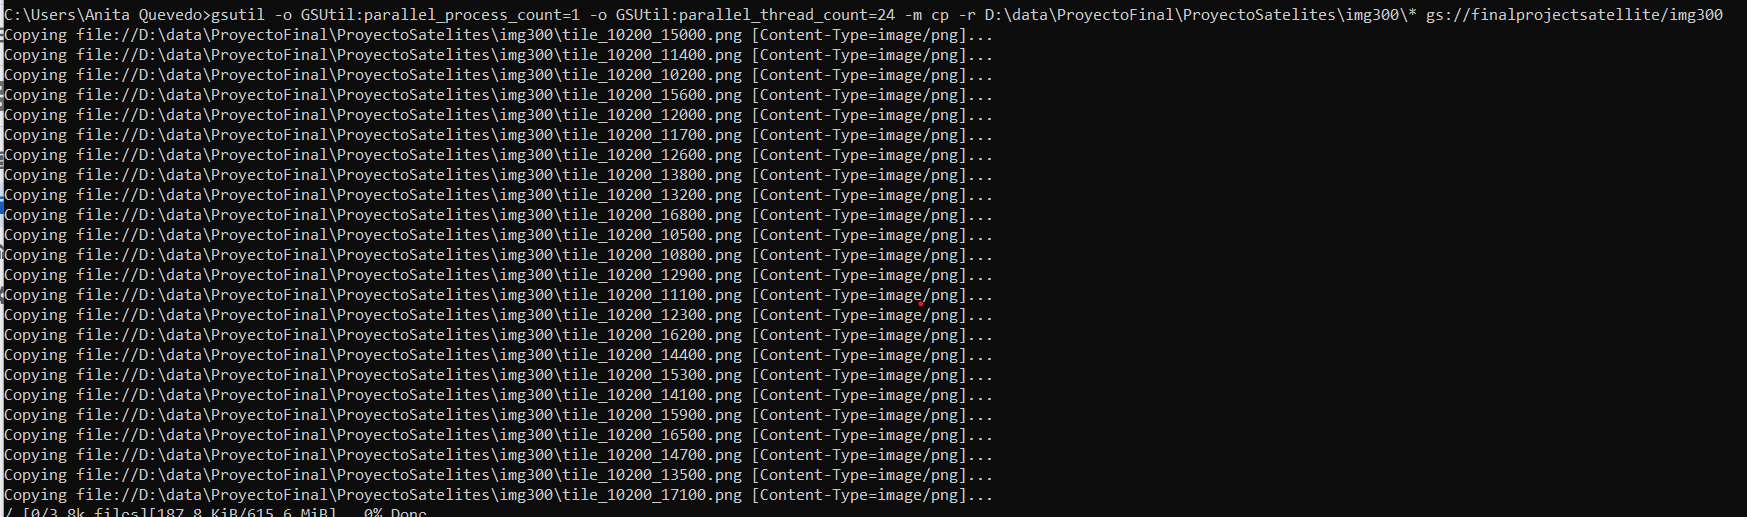 C:\Users\Anita Quevedo>gsutil -o GSUtil:parallel_process_count=1 -o GSUtil:parallel_thread_count=24 -m cp -r D:\data\ProyectoFinal\ProyectoSatelites\img300\* gs://finalprojectsatellite/img300
Copying file://D:\data\ProyectoFinal\ProyectoSatelites\img300\tile_10200_15000.png [Content-Type=image/png]...
Copying file://D:\data\ProyectoFinal\ProyectoSatelites\img300\tile_10200_11400.png [Content-Type=image/png]...
Copying file://D:\data\ProyectoFinal\ProyectoSatelites\img300\tile_10200_10200.png [Content-Type=image/png]...
Copying file://D:\data\ProyectoFinal\ProyectoSatelites\img300\tile_10200_15600.png [Content-Type=image/png]...
Copying file://D:\data\ProyectoFinal\ProyectoSatelites\img300\tile_10200_12000.png [Content-Type=image/png]...
Copying file://D:\data\ProyectoFinal\ProyectoSatelites\img300\tile_10200_11700.png [Content-Type=image/png]...
Copying file://D:\data\ProyectoFinal\ProyectoSatelites\img300\tile_10200_12600.png [Content-Type=image/png]...
Copying file://D:\data\ProyectoFinal\ProyectoSatelites\img300\tile_10200_13800.png [Content-Type=image/png]...
Copying file://D:\data\ProyectoFinal\ProyectoSatelites\img300\tile_10200_13200.png [Content-Type=image/png]...
Copying file://D:\data\ProyectoFinal\ProyectoSatelites\img300\tile_10200_16800.png [Content-Type=image/png]...
Copying file://D:\data\ProyectoFinal\ProyectoSatelites\img300\tile_10200_10500.png [Content-Type=image/png]...
Copying file://D:\data\ProyectoFinal\ProyectoSatelites\img300\tile_10200_10800.png [Content-Type=image/png]...
Copying file://D:\data\ProyectoFinal\ProyectoSatelites\img300\tile_10200_12900.png [Content-Type=image/png]...
Copying file://D:\data\ProyectoFinal\ProyectoSatelites\img300\tile_10200_11100.png [Content-Type=image/png]...
Copying file://D:\data\ProyectoFinal\ProyectoSatelites\img300\tile_10200_12300.png [Content-Type=image/png]...
Copying file://D:\data\ProyectoFinal\ProyectoSatelites\img300\tile_10200_16200.png [Content-Type=image/png]...
Copying file://D:\data\ProyectoFinal\ProyectoSatelites\img300\tile_10200_14400.png [Content-Type=image/png]...
Copying file://D:\data\ProyectoFinal\ProyectoSatelites\img300\tile_10200_15300.png [Content-Type=image/png]...
Copying file://D:\data\ProyectoFinal\ProyectoSatelites\img300\tile_10200_14100.png [Content-Type=image/png]...
Copying file://D:\data\ProyectoFinal\ProyectoSatelites\img300\tile_10200_15900.png [Content-Type=image/png]...
Copying file://D:\data\ProyectoFinal\ProyectoSatelites\img300\tile_10200_16500.png [Content-Type=image/png]...
Copying file://D:\data\ProyectoFinal\ProyectoSatelites\img300\tile_10200_14700.png [Content-Type=image/png]...
Copying file://D:\data\ProyectoFinal\ProyectoSatelites\img300\tile_10200_13500.png [Content-Type=image/png]...
Copying file://D:\data\ProyectoFinal\ProyectoSatelites\img300\tile_10200_17100.png [Content-Type=image/png]...
/ [0/3.8k files][187.8 KiB/615.6 MiB]   0% Done